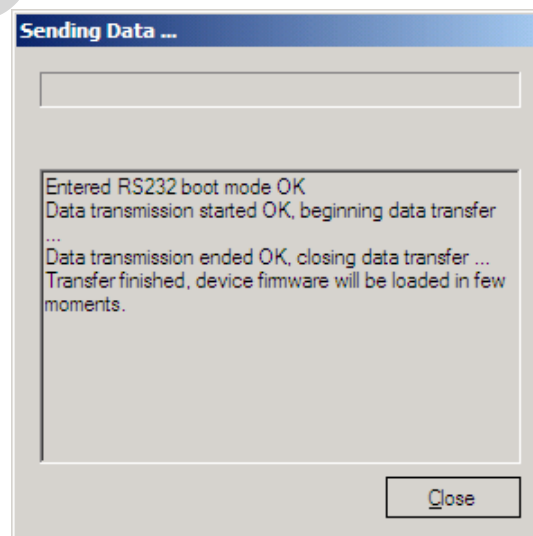 Sending Data ...
Entered RS232 boot mode OK
Data transmission started OK, beginning data transfer
...
Data transmission ended OK, closing data transfer ...
Transfer finished, device firmware will be loaded in few
moments.
Close